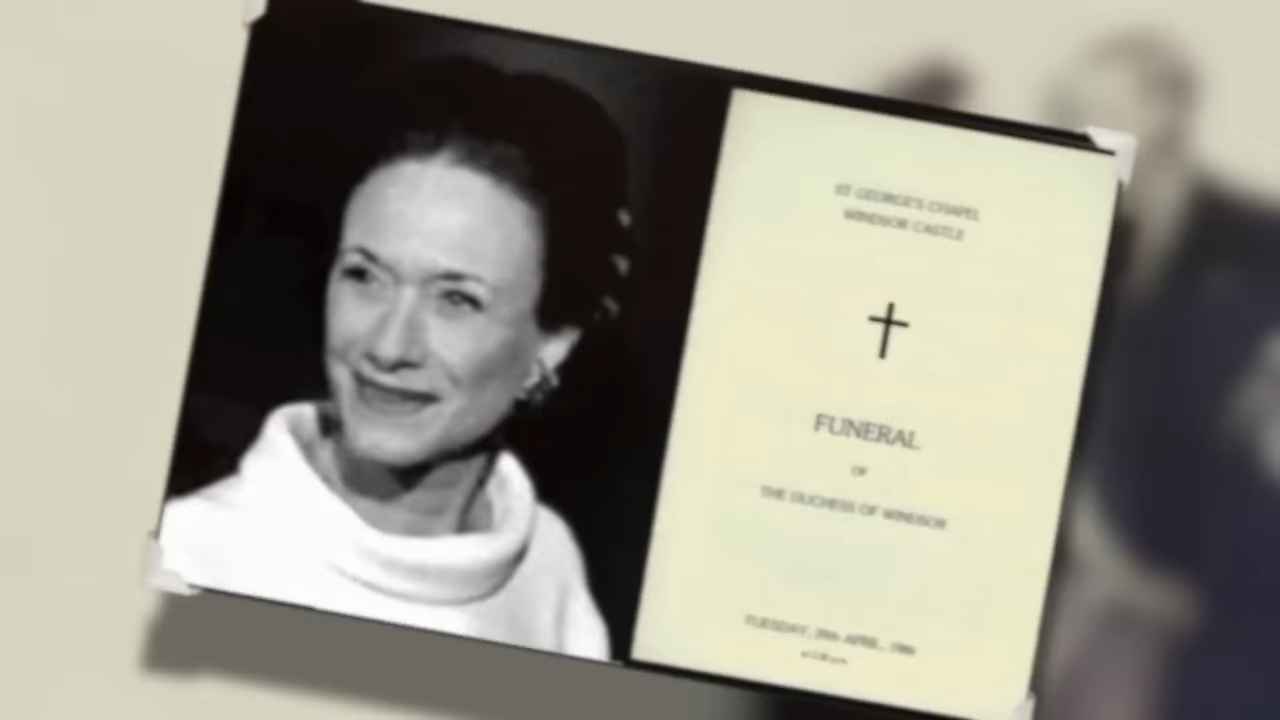 ST GEORGE'S CHAPEL
WINDSOR CASTLE
FUNERAL
OF
THE DUCHESS OF WINDSOR
TUESDAY, 29th APRIL, 1986